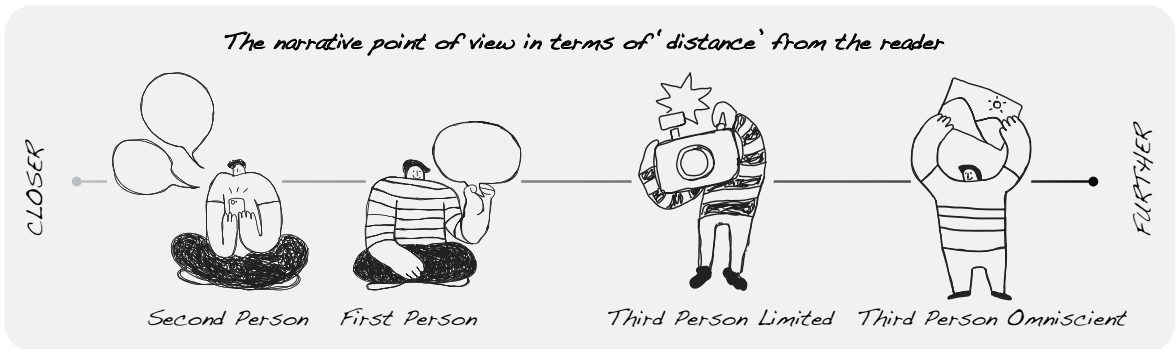 The narrative point of view in terms of 'distance' from the reader
CLOSER
FURTHER
Second Person
First Person
Third Person Limited
Third Person Omniscient